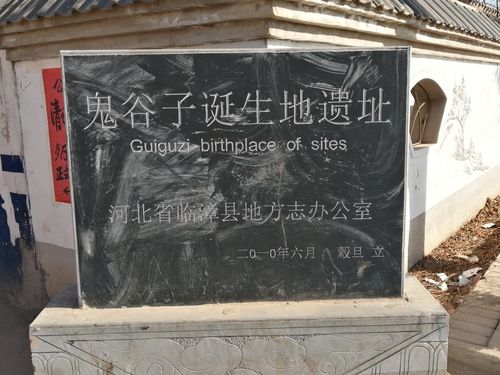 鬼谷子诞生地遗址
Guiguzi birthplace of sites
河北省临漳县地方志办公室
二〇一〇年六月 榖旦 立